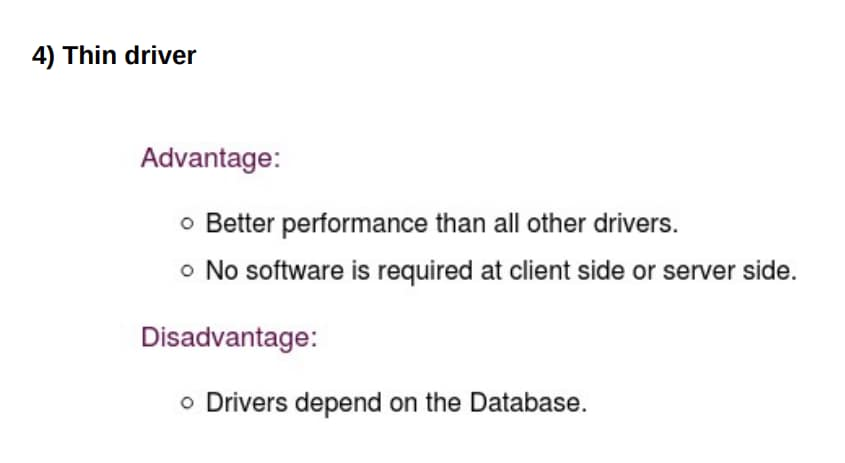 4) Thin driver
Advantage:
○ Better performance than all other drivers.
○ No software is required at client side or server side.
Disadvantage:
○ Drivers depend on the Database.